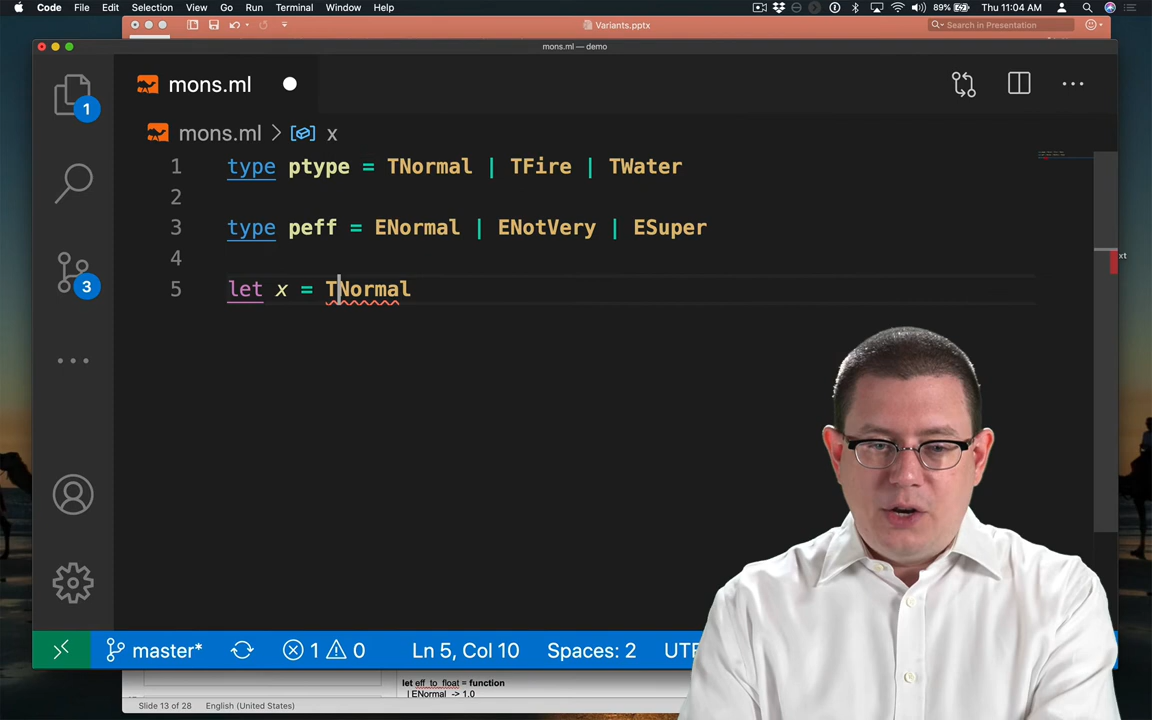 Code File Edit Selection View Go Run Terminal Window Help 89% Thu 11:04 AM
Variants.pptx Search in Presentation
mons.ml — demo
mons.ml
mons.ml > x
1 type ptype = TNormal | TFire | TWater
2
3 type peff = ENormal | ENotVery | ESuper
4
5 let x = TNormal
xt
1
3
master* 1 0 Ln 5, Col 10 Spaces: 2 UTF
let eff_to_float = function
| ENormal -> 1.0
Slide 13 of 28 English (United States)